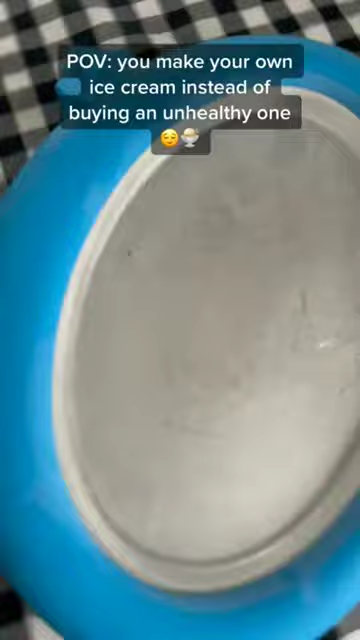 POV: you make your own
ice cream instead of
buying an unhealthy one
😌🍨